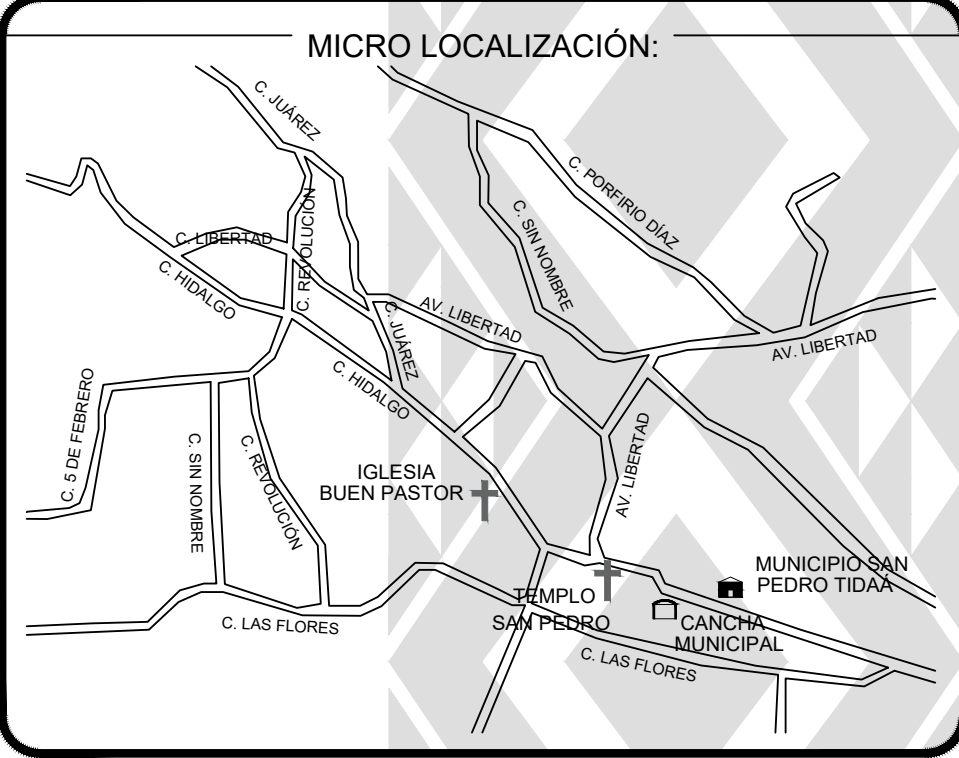 MICRO LOCALIZACIÓN:
C. JUÁREZ
C. PORFIRIO DÍAZ
C. REVOLUCIÓN
C. SIN NOMBRE
C. LIBERTAD
C. HIDALGO
AV. LIBERTAD
C. JUÁREZ
AV. LIBERTAD
C. HIDALGO
C. 5 DE FEBRERO
C. SIN NOMBRE
C. REVOLUCIÓN
AV. LIBERTAD
IGLESIA
BUEN PASTOR
MUNICIPIO SAN
PEDRO TIDAÁ
TEMPLO
SAN PEDRO
CANCHA
MUNICIPAL
C. LAS FLORES
C. LAS FLORES